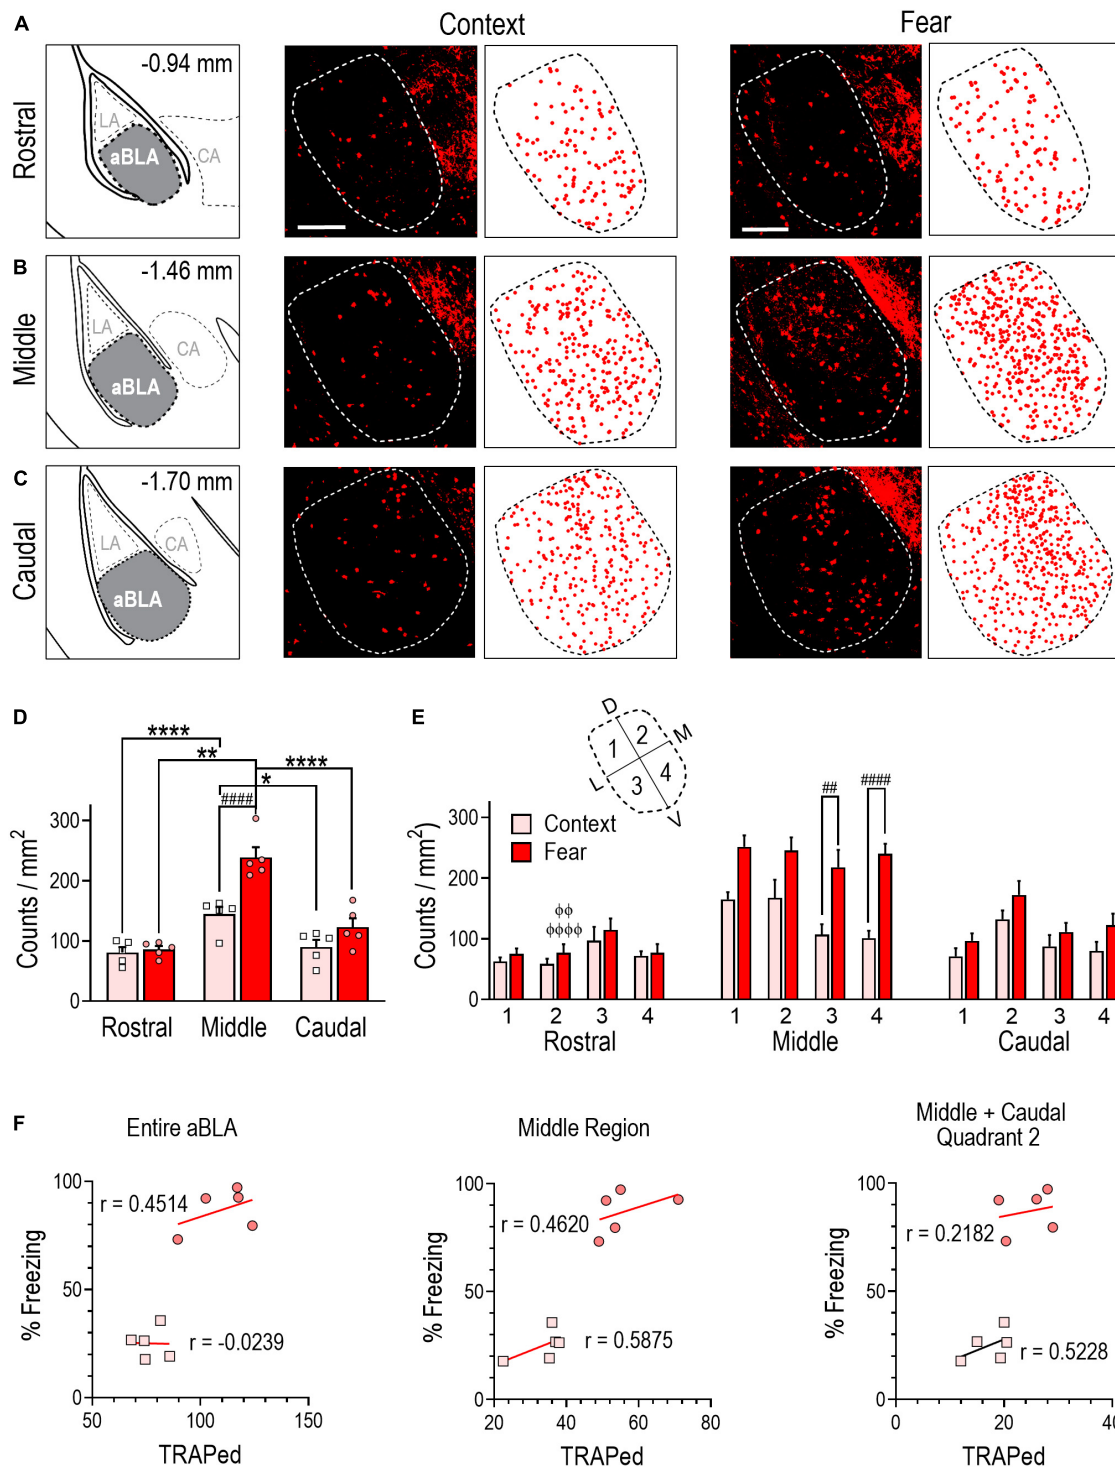 A
Context
Fear
Rostral
-0.94 mm
LA
aBLA
CA
B
Middle
-1.46 mm
LA
CA
aBLA
C
Caudal
-1.70 mm
LA
CA
aBLA
D
****
**
****
*
####
Counts / mm2
300
200
100
0
Rostral
Middle
Caudal
E
D
M
L
V
1
2
3
4
Context
Fear
Counts / mm2)
300
200
100
0
ϕϕ
ϕϕϕϕ
##
####
1 2 3 4
Rostral
1 2 3 4
Middle
1 2 3 4
Caudal
F
Entire aBLA
% Freezing
100
50
0
r = 0.4514
r = -0.0239
50 100 150
TRAPed
Middle Region
% Freezing
100
50
0
r = 0.4620
r = 0.5875
20 40 60 80
TRAPed
Middle + Caudal
Quadrant 2
% Freezing
100
50
0
r = 0.2182
r = 0.5228
0 20 40
TRAPed